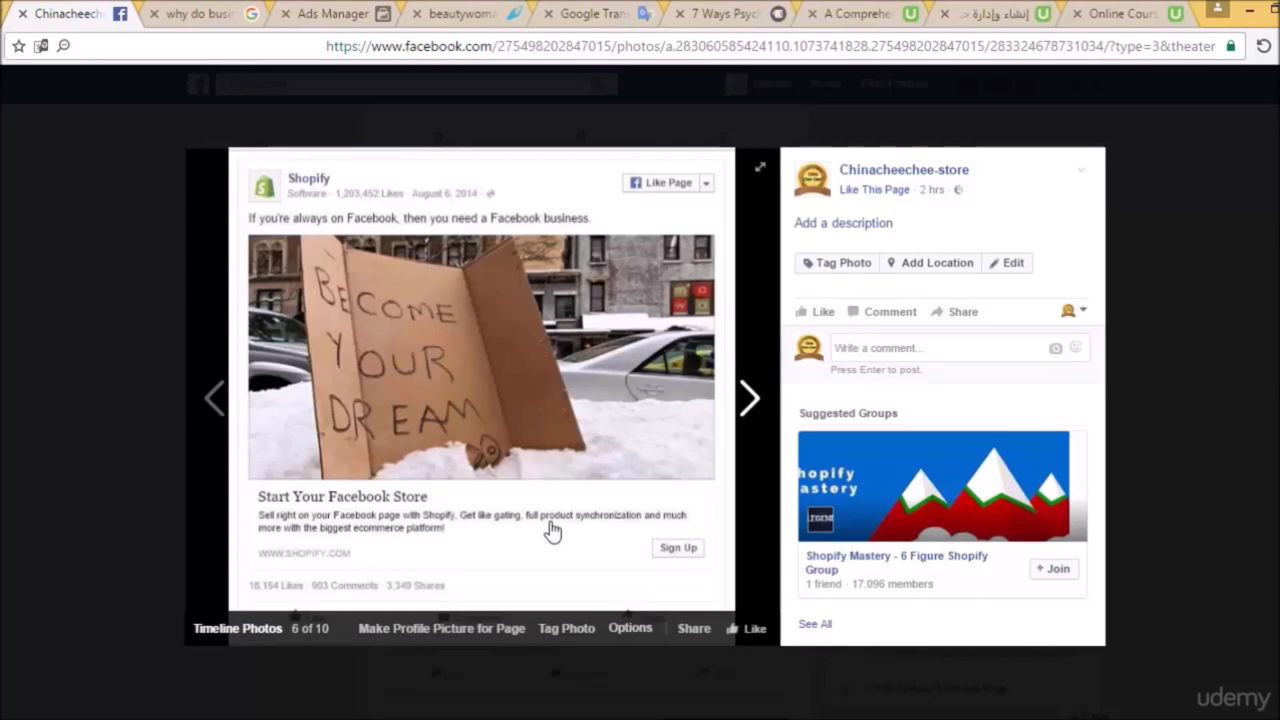 Chinacheech
why do busi
Ads Manager
beautywoma
Google Tran
7 Ways Psyc
A Comprehe
إنشاء وإدارة حـ
Online Cours
https://www.facebook.com/275498202847015/photos/a.283060585424110.1073741828.275498202847015/283324678731034/?type=3&theater
Shopify
Software · 1,203,452 Likes · August 6, 2014
Like Page
If you're always on Facebook, then you need a Facebook business.
BECOME
YOUR
DREAM
Start Your Facebook Store
Sell right on your Facebook page with Shopify. Get like gating, full product synchronization and much
more with the biggest ecommerce platform!
WWW.SHOPIFY.COM
Sign Up
18,154 Likes · 903 Comments · 3,349 Shares
Timeline Photos 6 of 10 Make Profile Picture for Page Tag Photo Options Share Like
Chinacheechee-store
Like This Page · 2 hrs ·
Add a description
Tag Photo Add Location Edit
Like Comment Share
Write a comment...
Press Enter to post.
Suggested Groups
hopify
astery
LEGEND
Shopify Mastery - 6 Figure Shopify
Group
1 friend · 17,096 members
+ Join
See All
udemy